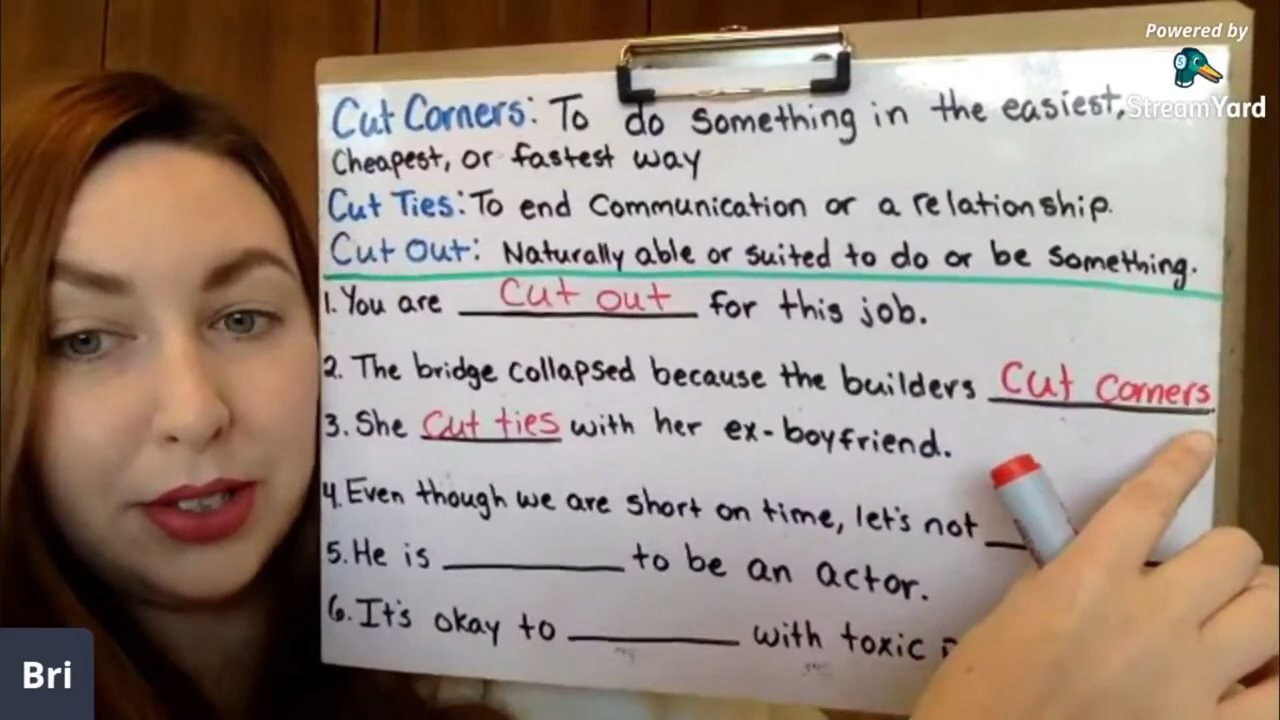 Powered by
StreamYard
Cut Corners: To do something in the easiest,
Cheapest, or fastest way
Cut Ties: To end Communication or a relationship.
Cut Out: Naturally able or suited to do or be something.
1. You are Cut out for this job.
2. The bridge collapsed because the builders Cut corners.
3. She Cut ties with her ex-boyfriend.
4. Even though we are short on time, let's not __
5. He is ________ to be an actor.
6. It's okay to ________ with toxic
Bri